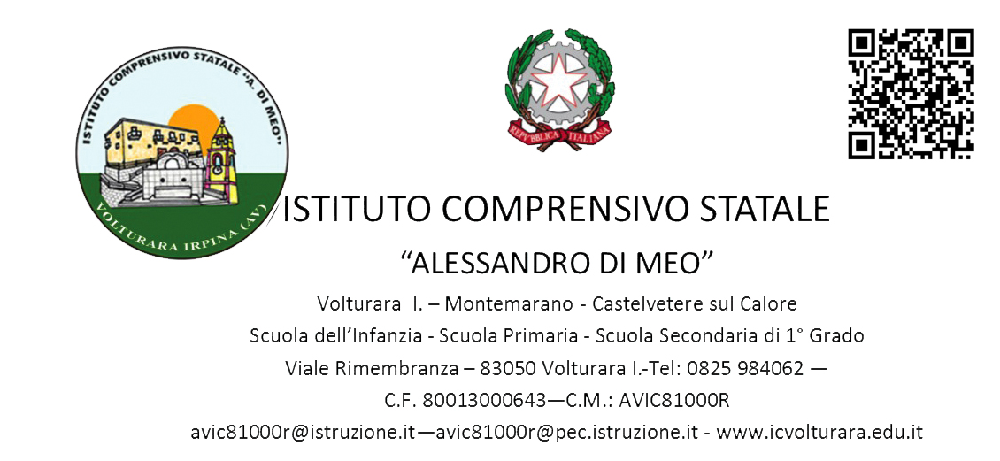 ISTITUTO COMPRENSIVO STATALE "A. DI MEO"
VOLTURARA IRPINA (AV)
REPVBBLICA ITALIANA
ISTITUTO COMPRENSIVO STATALE
“ALESSANDRO DI MEO”
Volturara I. – Montemarano - Castelvetere sul Calore
Scuola dell’Infanzia - Scuola Primaria - Scuola Secondaria di 1° Grado
Viale Rimembranza – 83050 Volturara I.-Tel: 0825 984062 —
C.F. 80013000643—C.M.: AVIC81000R
avic81000r@istruzione.it—avic81000r@pec.istruzione.it - www.icvolturara.edu.it